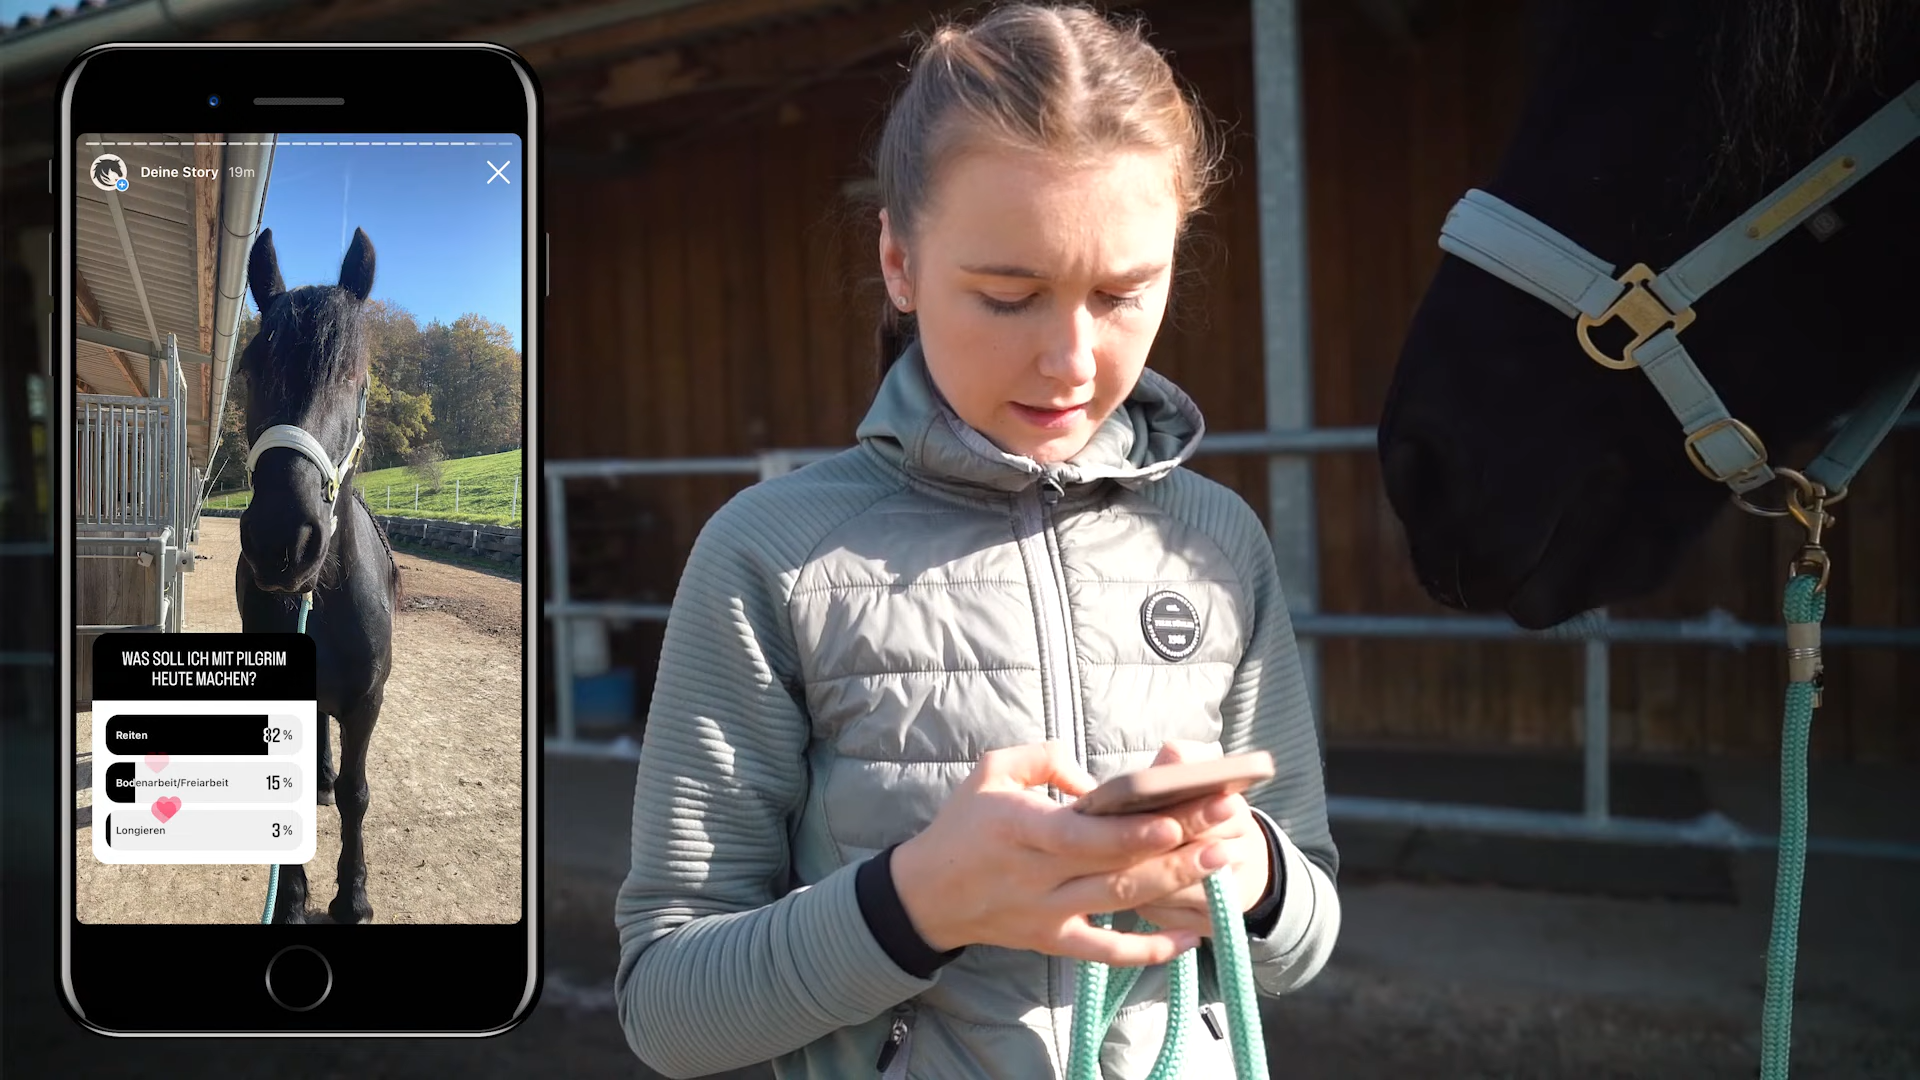 Deine Story 19m
WAS SOLL ICH MIT PILGRIM
HEUTE MACHEN?
Reiten 82%
Bodenarbeit/Freiarbeit 15%
Longieren 3%